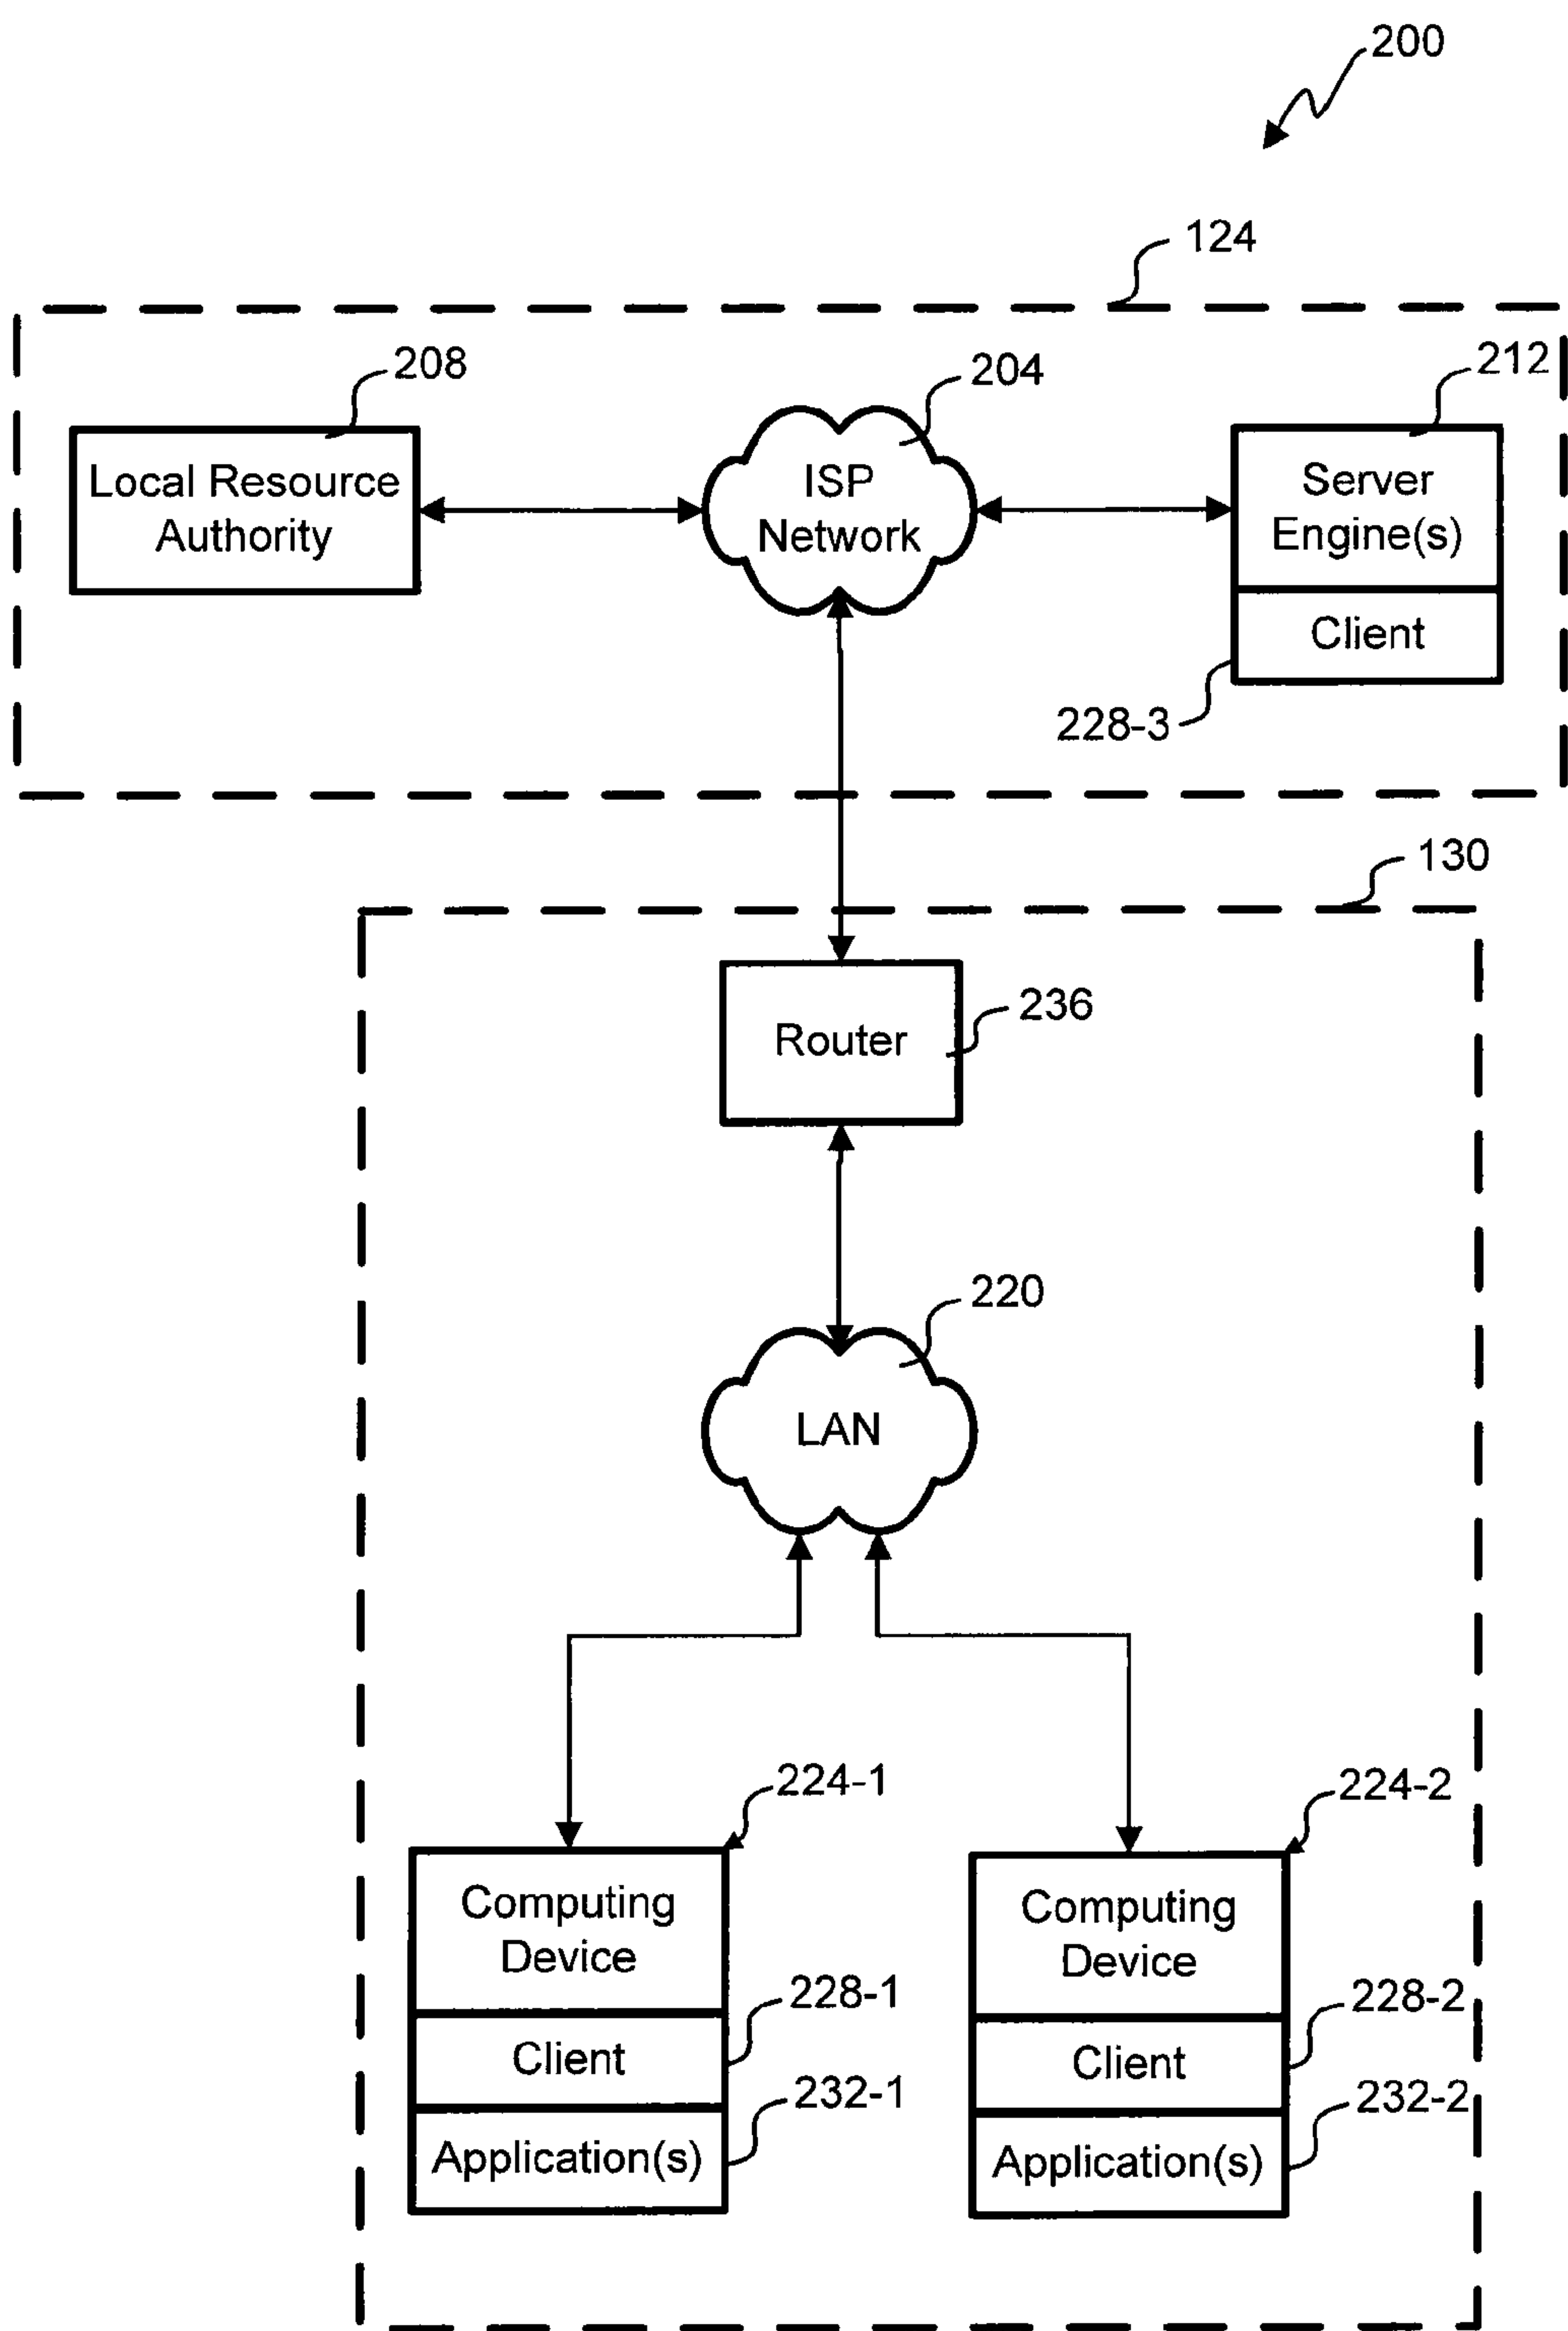 200
124
208
204
212
Local Resource
Authority
ISP
Network
Server
Engine(s)
Client
228-3
130
Router
236
220
LAN
224-1
224-2
Computing
Device
Computing
Device
228-1
228-2
Client
Client
232-1
232-2
Application(s)
Application(s)